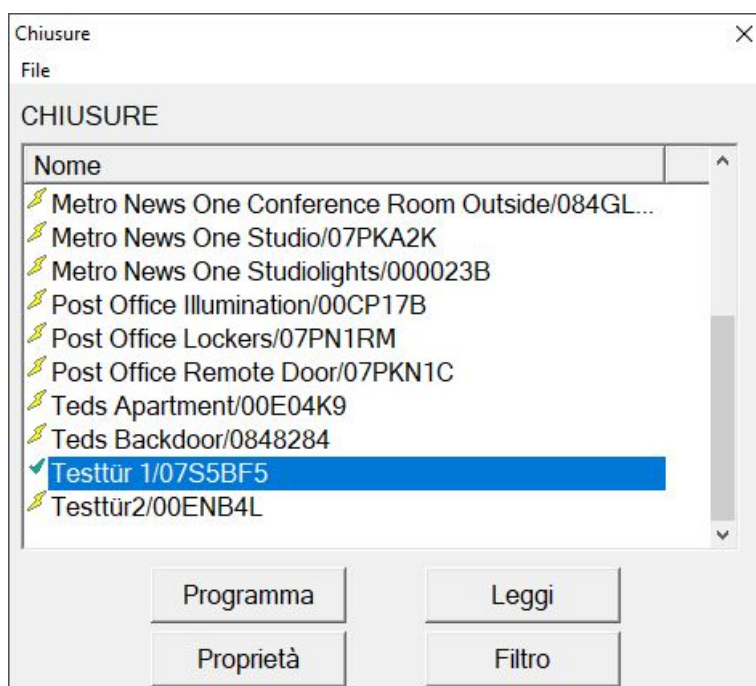 Chiusure
File
CHIUSURE
Nome
Metro News One Conference Room Outside/084GL...
Metro News One Studio/07PKA2K
Metro News One Studiolights/000023B
Post Office Illumination/00CP17B
Post Office Lockers/07PN1RM
Post Office Remote Door/07PKN1C
Teds Apartment/00E04K9
Teds Backdoor/0848284
Testtür 1/07S5BF5
Testtür2/00ENB4L
Programma Leggi
Proprietà Filtro